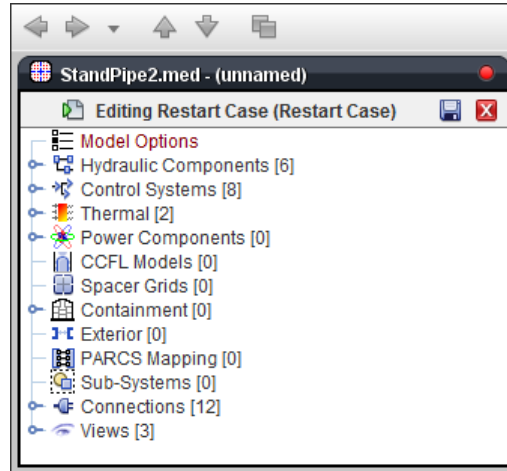 StandPipe2.med - (unnamed)
Editing Restart Case (Restart Case)
Model Options
Hydraulic Components [6]
Control Systems [8]
Thermal [2]
Power Components [0]
CCFL Models [0]
Spacer Grids [0]
Containment [0]
Exterior [0]
PARCS Mapping [0]
Sub-Systems [0]
Connections [12]
Views [3]